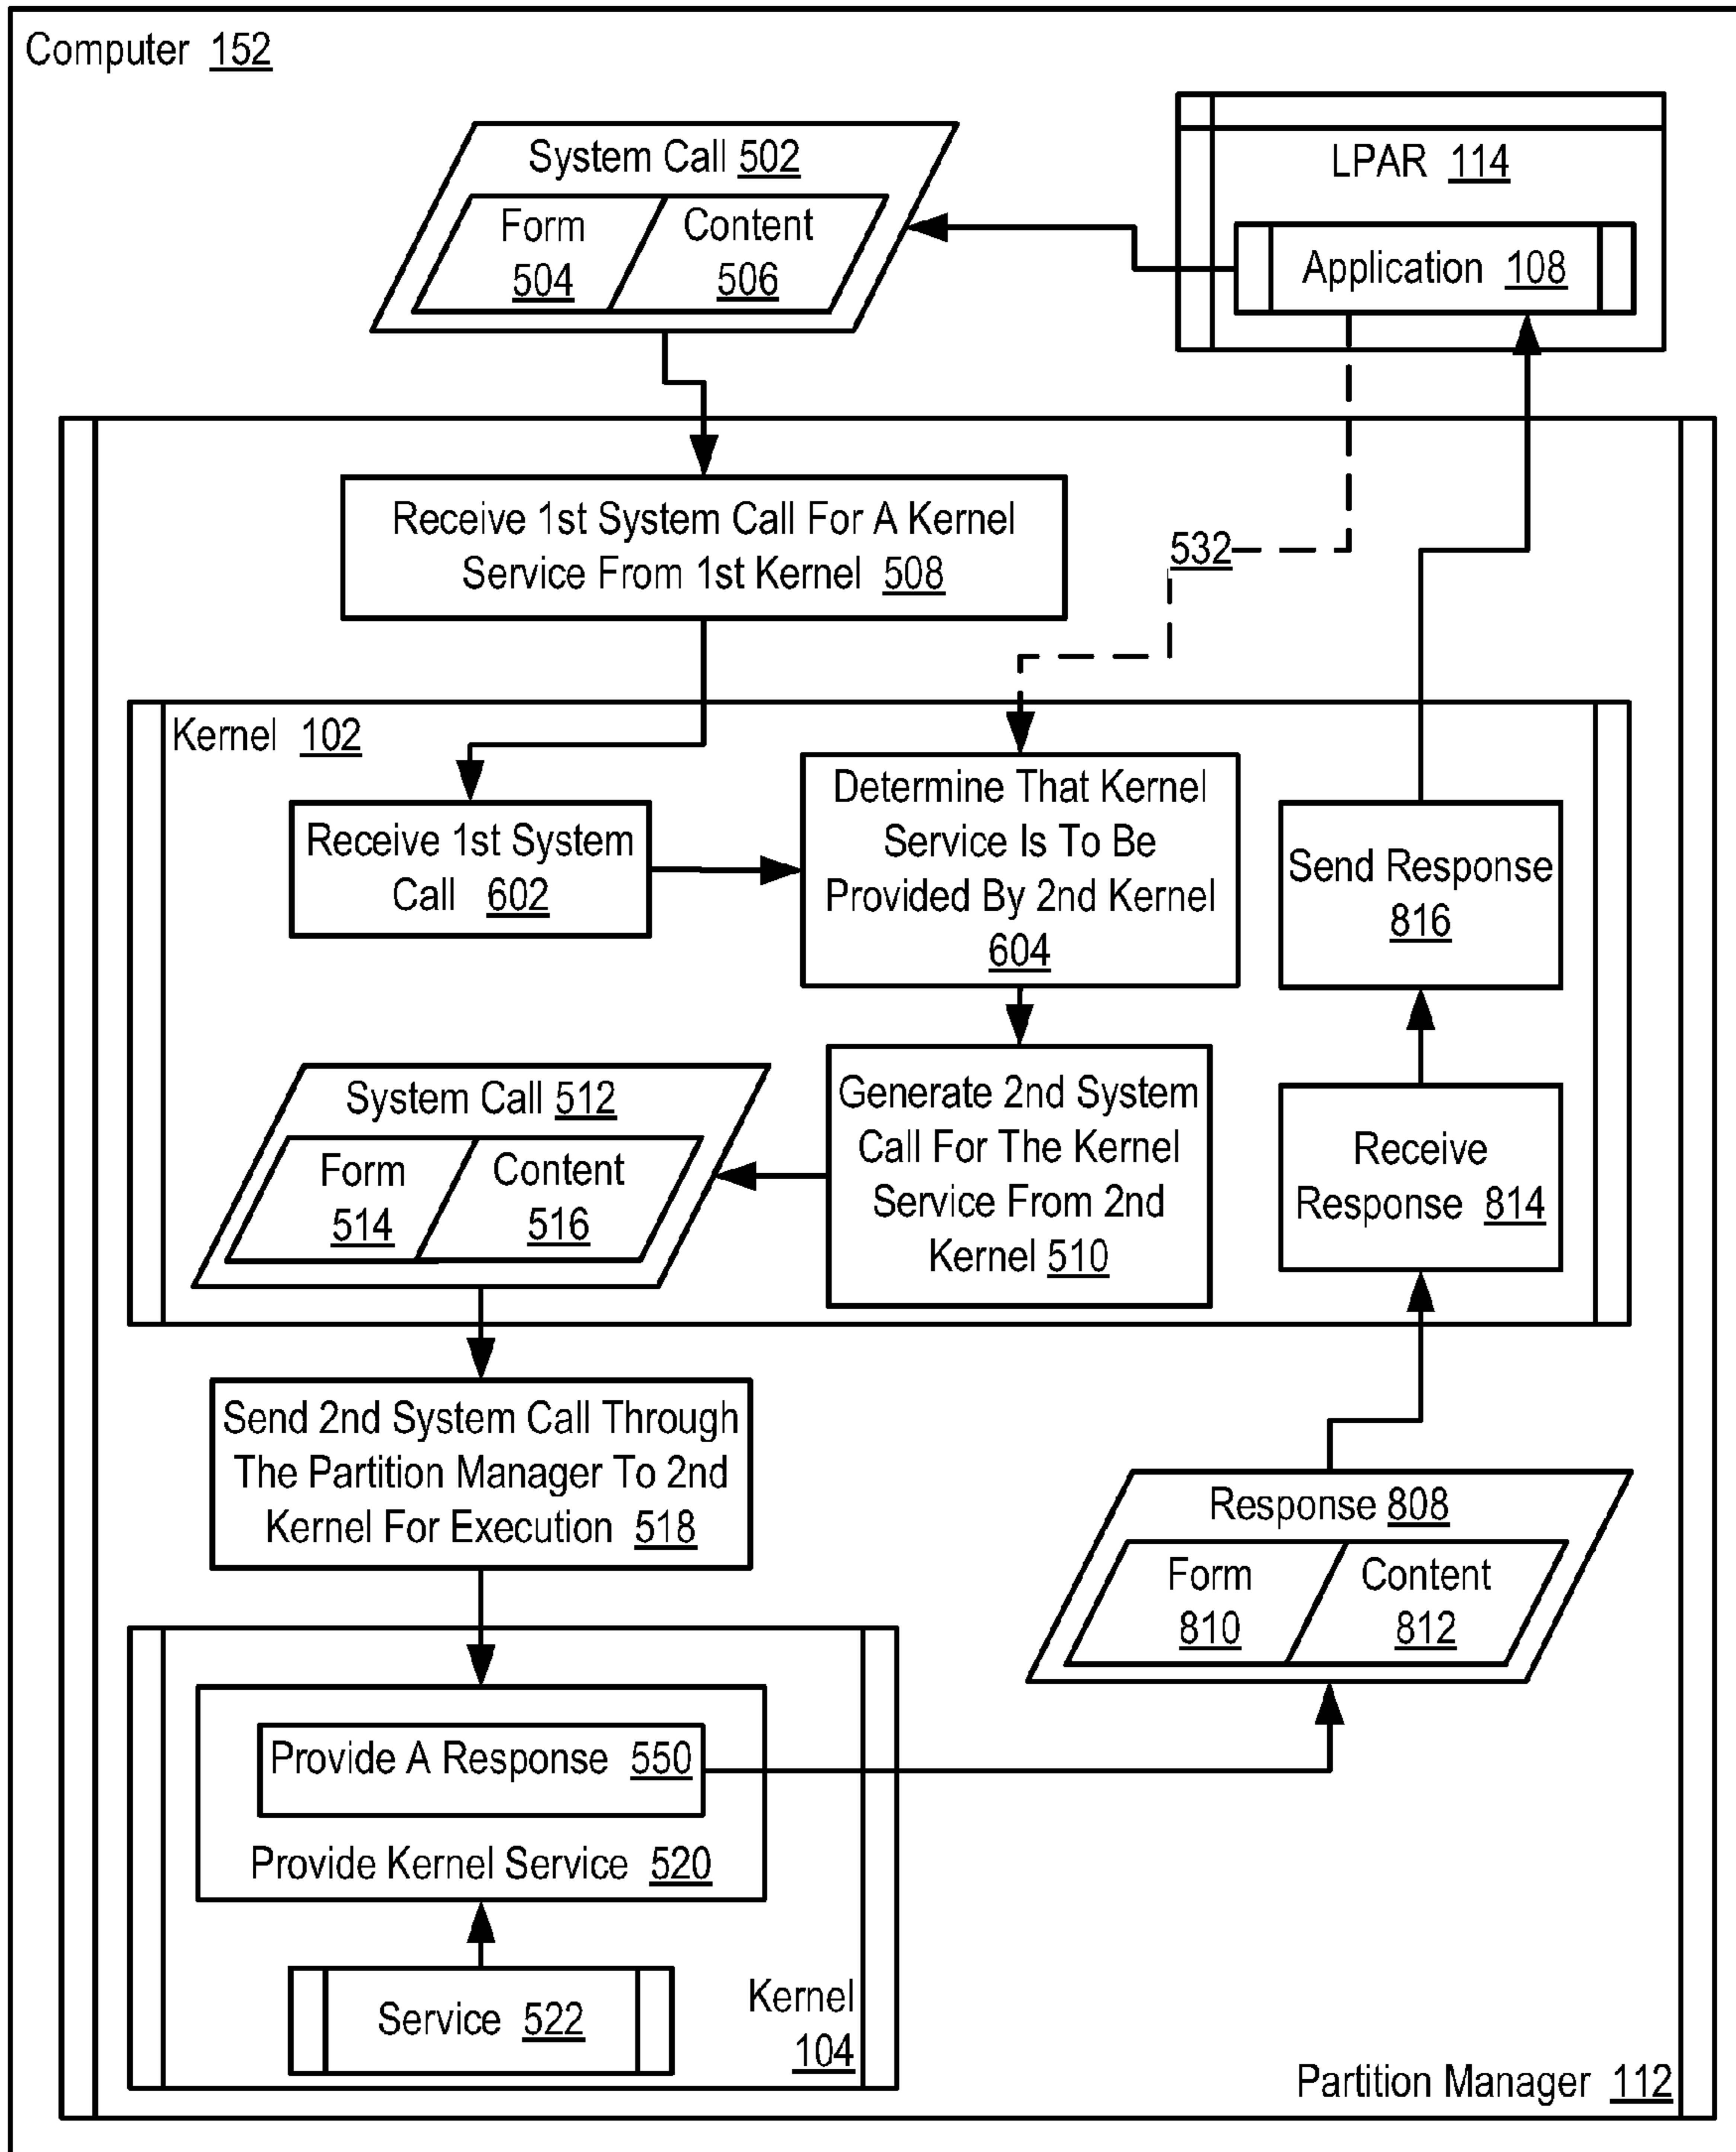 Computer 152
System Call 502
Form
504
Content
506
LPAR 114
Application 108
Receive 1st System Call For A Kernel
Service From 1st Kernel 508
532
Kernel 102
Receive 1st System
Call 602
Determine That Kernel
Service Is To Be
Provided By 2nd Kernel
604
Send Response
816
System Call 512
Form
514
Content
516
Generate 2nd System
Call For The Kernel
Service From 2nd
Kernel 510
Receive
Response 814
Send 2nd System Call Through
The Partition Manager To 2nd
Kernel For Execution 518
Response 808
Form
810
Content
812
Provide A Response 550
Provide Kernel Service 520
Service 522
Kernel
104
Partition Manager 112